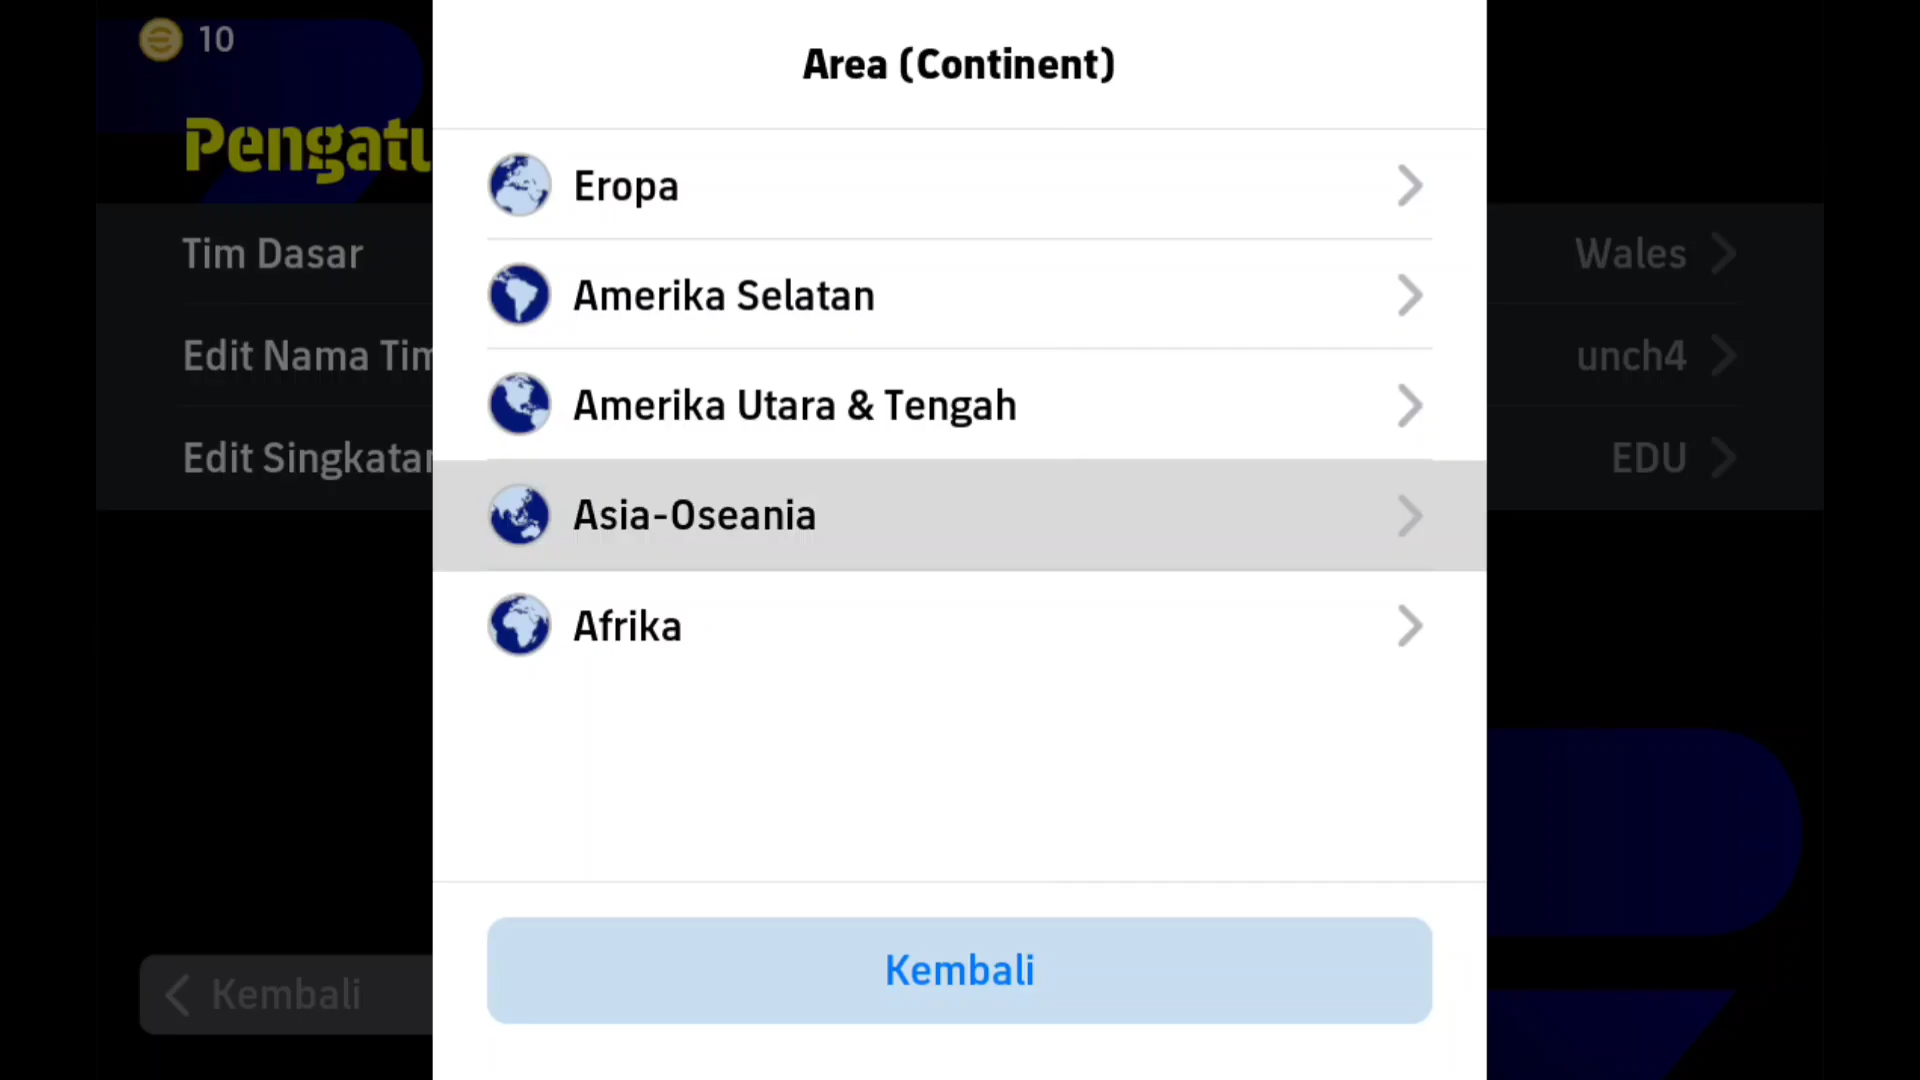 10
Area (Continent)
Pengatu
Eropa
Tim Dasar
Wales
Amerika Selatan
Edit Nama Tim
unch4
Amerika Utara & Tengah
Edit Singkatan
EDU
Asia-Oseania
Afrika
Kembali
Kembali